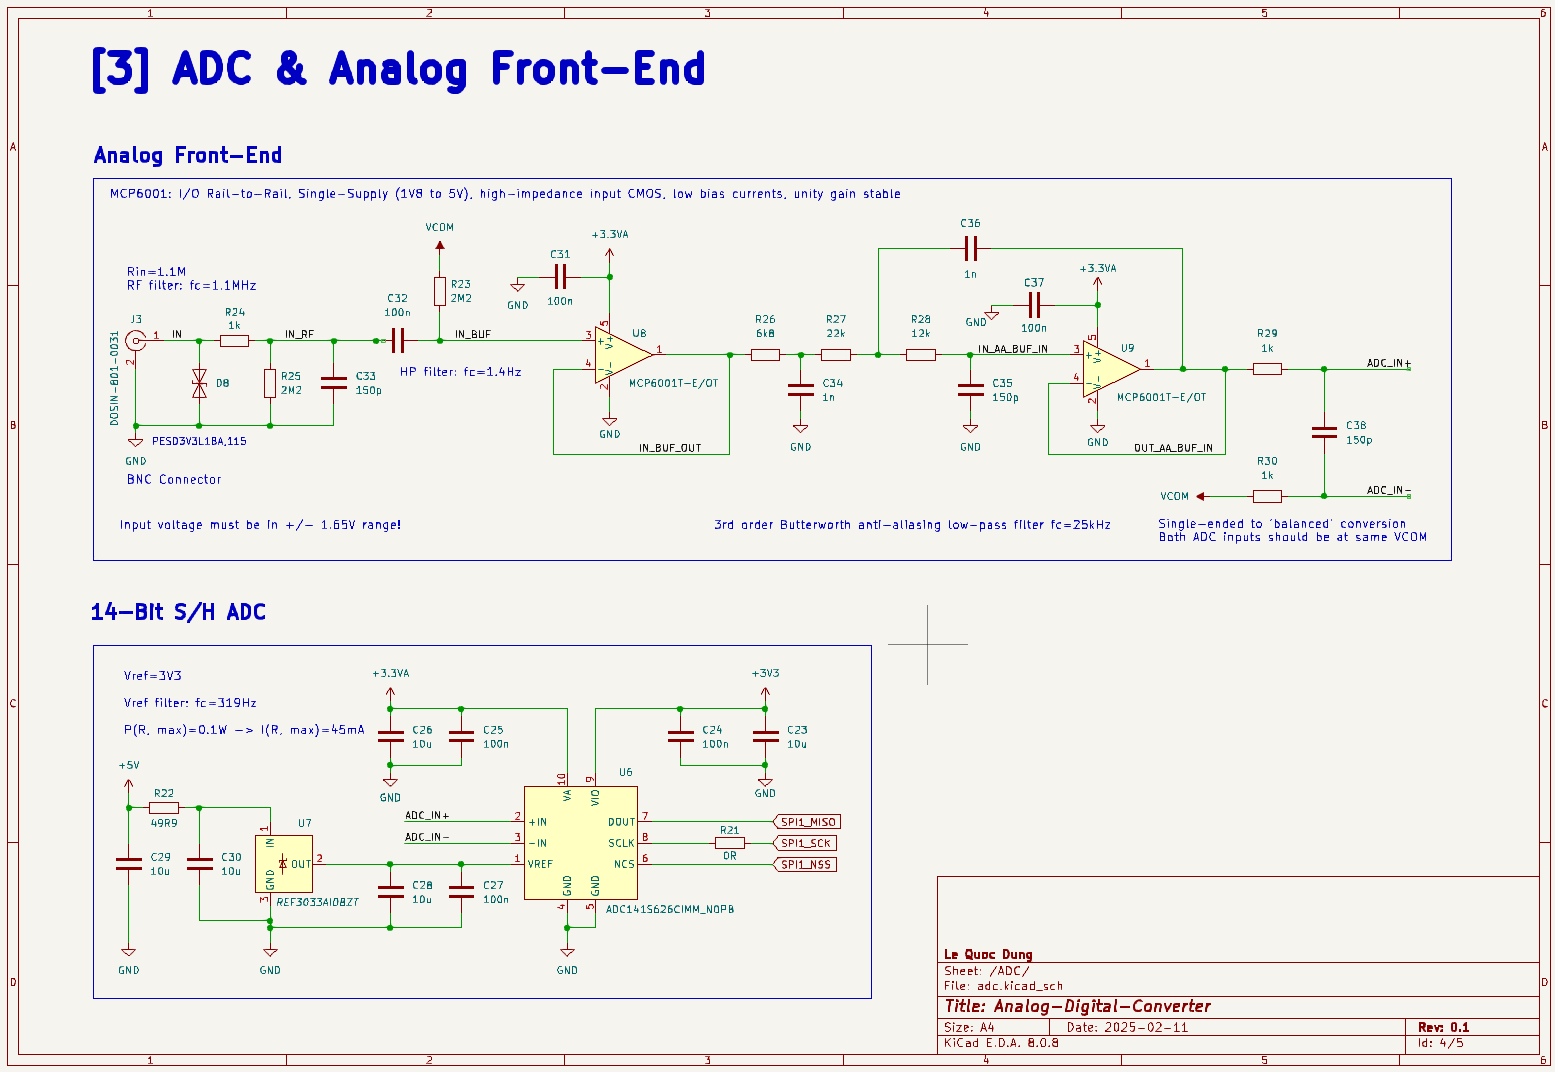 1 2 3 4 5 6
[3] ADC & Analog Front-End
A A
Analog Front-End
MCP6001: I/O Rail-to-Rail, Single-Supply (1V8 to 5V), high-impedance input CMOS, low bias currents, unity gain stable
Rin=1.1M
RF filter: fc=1.1MHz
J3
DOSIN-801-0031
1
2
IN
R24
1k
IN_RF
D8
PESD3V3L1BA,115
R25
2M2
C33
150p
GND
BNC Connector
C32
100n
VCOM
R23
2M2
IN_BUF
HP filter: fc=1.4Hz
C31
100n
GND
+3.3VA
3
4
5
2
1
+
-
V+
V-
U8
MCP6001T-E/OT
GND
IN_BUF_OUT
R26
6k8
C34
1n
GND
R27
22k
R28
12k
C36
1n
IN_AA_BUF_IN
C35
150p
GND
C37
100n
GND
+3.3VA
3
4
5
2
1
+
-
V+
V-
U9
MCP6001T-E/OT
GND
OUT_AA_BUF_IN
R29
1k
ADC_IN+
C38
150p
VCOM
R30
1k
ADC_IN-
B B
Input voltage must be in +/- 1.65V range!
3rd order Butterworth anti-aliasing low-pass filter fc=25kHz
Single-ended to 'balanced' conversion
Both ADC inputs should be at same VCOM
14-Bit S/H ADC
Vref=3V3
Vref filter: fc=319Hz
P(R, max)=0.1W -> I(R, max)=45mA
C C
+3.3VA
C26
10u
C25
100n
GND
+3V3
C24
100n
C23
10u
GND
+5V
R22
49R9
C29
10u
GND
C30
10u
U7
1
IN
OUT
2
GND
3
REF3033AIDBZT
GND
C28
10u
C27
100n
U6
10
VA
9
VIO
ADC_IN+
2
+IN
ADC_IN-
3
-IN
1
VREF
DOUT
7
SPI1_MISO
SCLK
8
R21
0R
SPI1_SCK
NCS
6
SPI1_NSS
GND
4
GND
5
ADC141S626CIMM_NOPB
GND
D D
Le Quoc Dung
Sheet: /ADC/
File: adc.kicad_sch
Title: Analog-Digital-Converter
Size: A4
Date: 2025-02-11
Rev: 0.1
KiCad E.D.A. 8.0.8
Id: 4/5
1 2 3 4 5 6